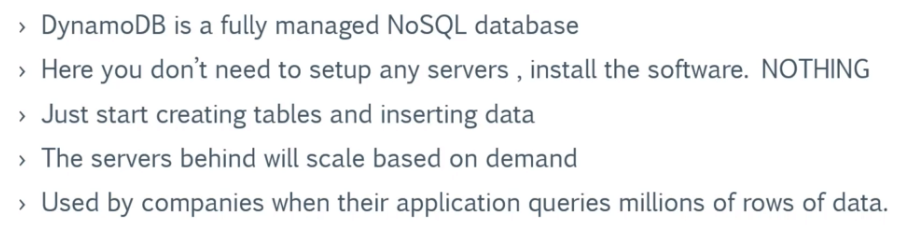 › DynamoDB is a fully managed NoSQL database
› Here you don't need to setup any servers , install the software. NOTHING
› Just start creating tables and inserting data
› The servers behind will scale based on demand
› Used by companies when their application queries millions of rows of data.